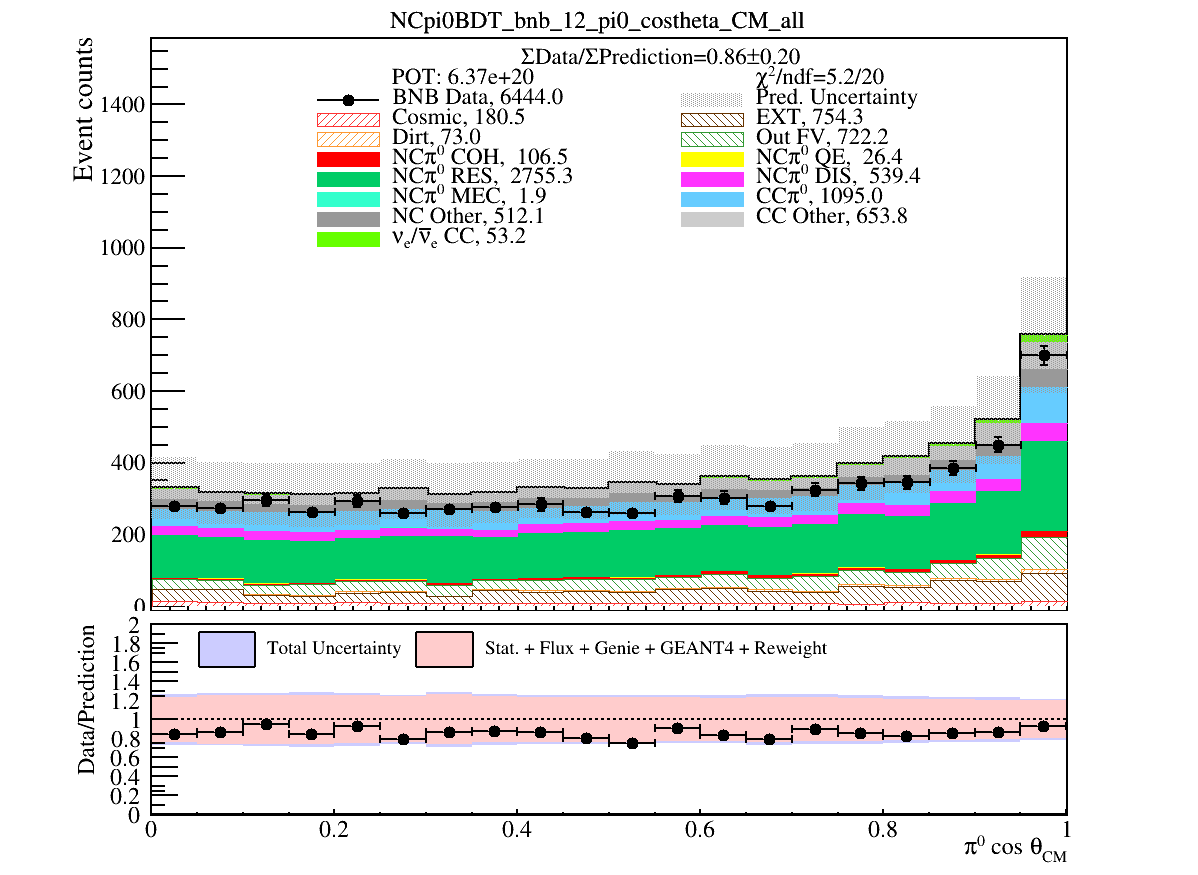 NCpi0BDT_bnb_12_pi0_costheta_CM_all
ΣData/ΣPrediction=0.86±0.20
POT: 6.37e+20
χ²/ndf=5.2/20
BNB Data, 6444.0
Pred. Uncertainty
Cosmic, 180.5
EXT, 754.3
Dirt, 73.0
Out FV, 722.2
NCπ⁰ COH, 106.5
NCπ⁰ QE, 26.4
NCπ⁰ RES, 2755.3
NCπ⁰ DIS, 539.4
NCπ⁰ MEC, 1.9
CCπ⁰, 1095.0
NC Other, 512.1
CC Other, 653.8
νₑ/ν̅ₑ CC, 53.2
Event counts
1400
1200
1000
800
600
400
200
0
Total Uncertainty
Stat. + Flux + Genie + GEANT4 + Reweight
Data/Prediction
2
1.8
1.6
1.4
1.2
1
0.8
0.6
0.4
0.2
0
0 0.2 0.4 0.6 0.8 1
π⁰ cos θCM